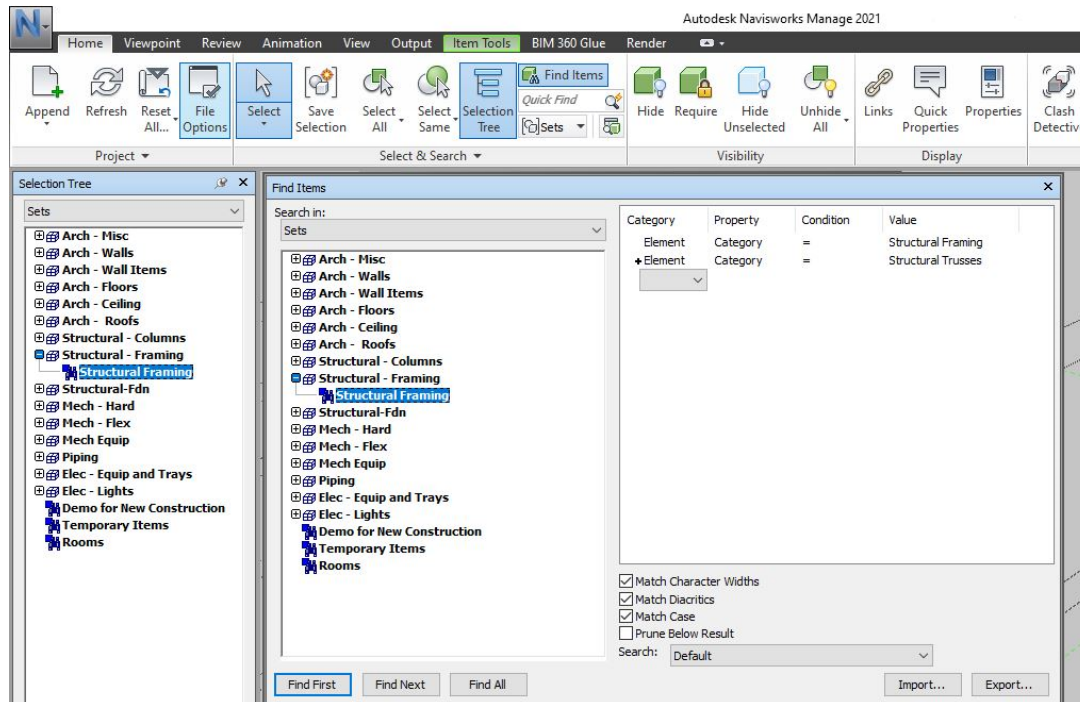 Autodesk Navisworks Manage 2021
N
Home Viewpoint Review Animation View Output Item Tools BIM 360 Glue Render
Append
Refresh
Reset All...
File Options
Select
Save Selection
Select All
Select Same
Selection Tree
Find Items
Quick Find
Sets
Hide
Require
Hide Unselected
Unhide All
Links
Quick Properties
Properties
Clash Detectiv
Project
Select & Search
Visibility
Display
Selection Tree
Sets
Arch - Misc
Arch - Walls
Arch - Wall Items
Arch - Floors
Arch - Ceiling
Arch - Roofs
Structural - Columns
Structural - Framing
Structural Framing
Structural-Fdn
Mech - Hard
Mech - Flex
Mech Equip
Piping
Elec - Equip and Trays
Elec - Lights
Demo for New Construction
Temporary Items
Rooms
Find Items
Search in:
Sets
Arch - Misc
Arch - Walls
Arch - Wall Items
Arch - Floors
Arch - Ceiling
Arch - Roofs
Structural - Columns
Structural - Framing
Structural Framing
Structural-Fdn
Mech - Hard
Mech - Flex
Mech Equip
Piping
Elec - Equip and Trays
Elec - Lights
Demo for New Construction
Temporary Items
Rooms
Category Property Condition Value
Element Category = Structural Framing
+Element Category = Structural Trusses
Match Character Widths
Match Diacritics
Match Case
Prune Below Result
Search: Default
Find First Find Next Find All Import... Export...